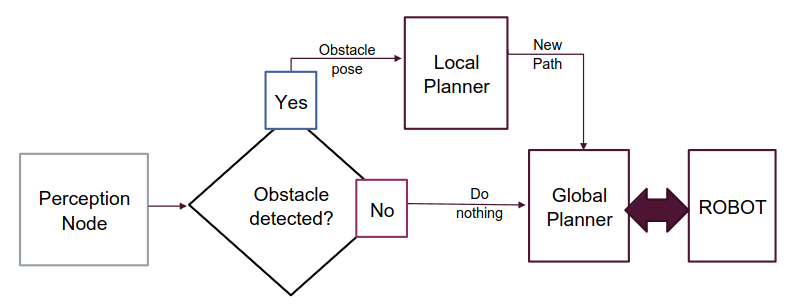 Obstacle
pose
Yes
Local
Planner
New
Path
Perception
Node
Obstacle
detected?
No
Do
nothing
Global
Planner
ROBOT